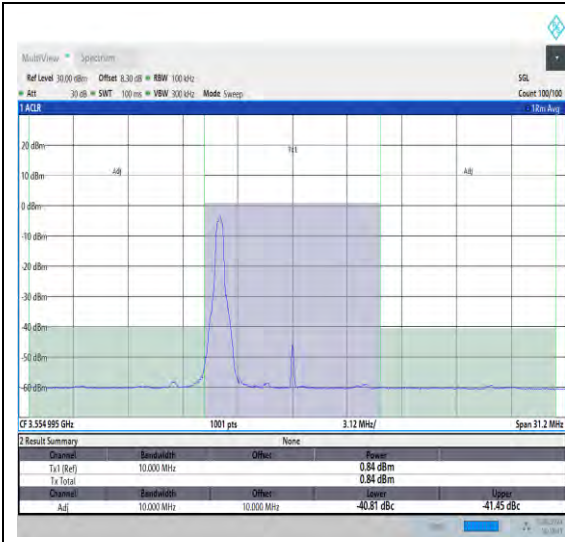 MultiView Spectrum
Ref Level 30.00 dBm Offset 8.30 dB RBW 100 kHz SGL
Att 30 dB SWT 100 ms VBW 300 kHz Mode Sweep Count 100/100
1 ACLR 1Rm Avg
20 dBm
Tx1
10 dBm Adj Adj
0 dBm
-10 dBm
-20 dBm
-30 dBm
-40 dBm
-50 dBm
-60 dBm
CF 3.554 995 GHz 1001 pts 3.12 MHz/ Span 31.2 MHz
2 Result Summary None
Channel Bandwidth Offset Power
Tx1 (Ref) 10.000 MHz 0.84 dBm
Tx Total 0.84 dBm
Channel Bandwidth Offset Lower Upper
Adj 10.000 MHz 10.000 MHz -40.81 dBc -41.45 dBc